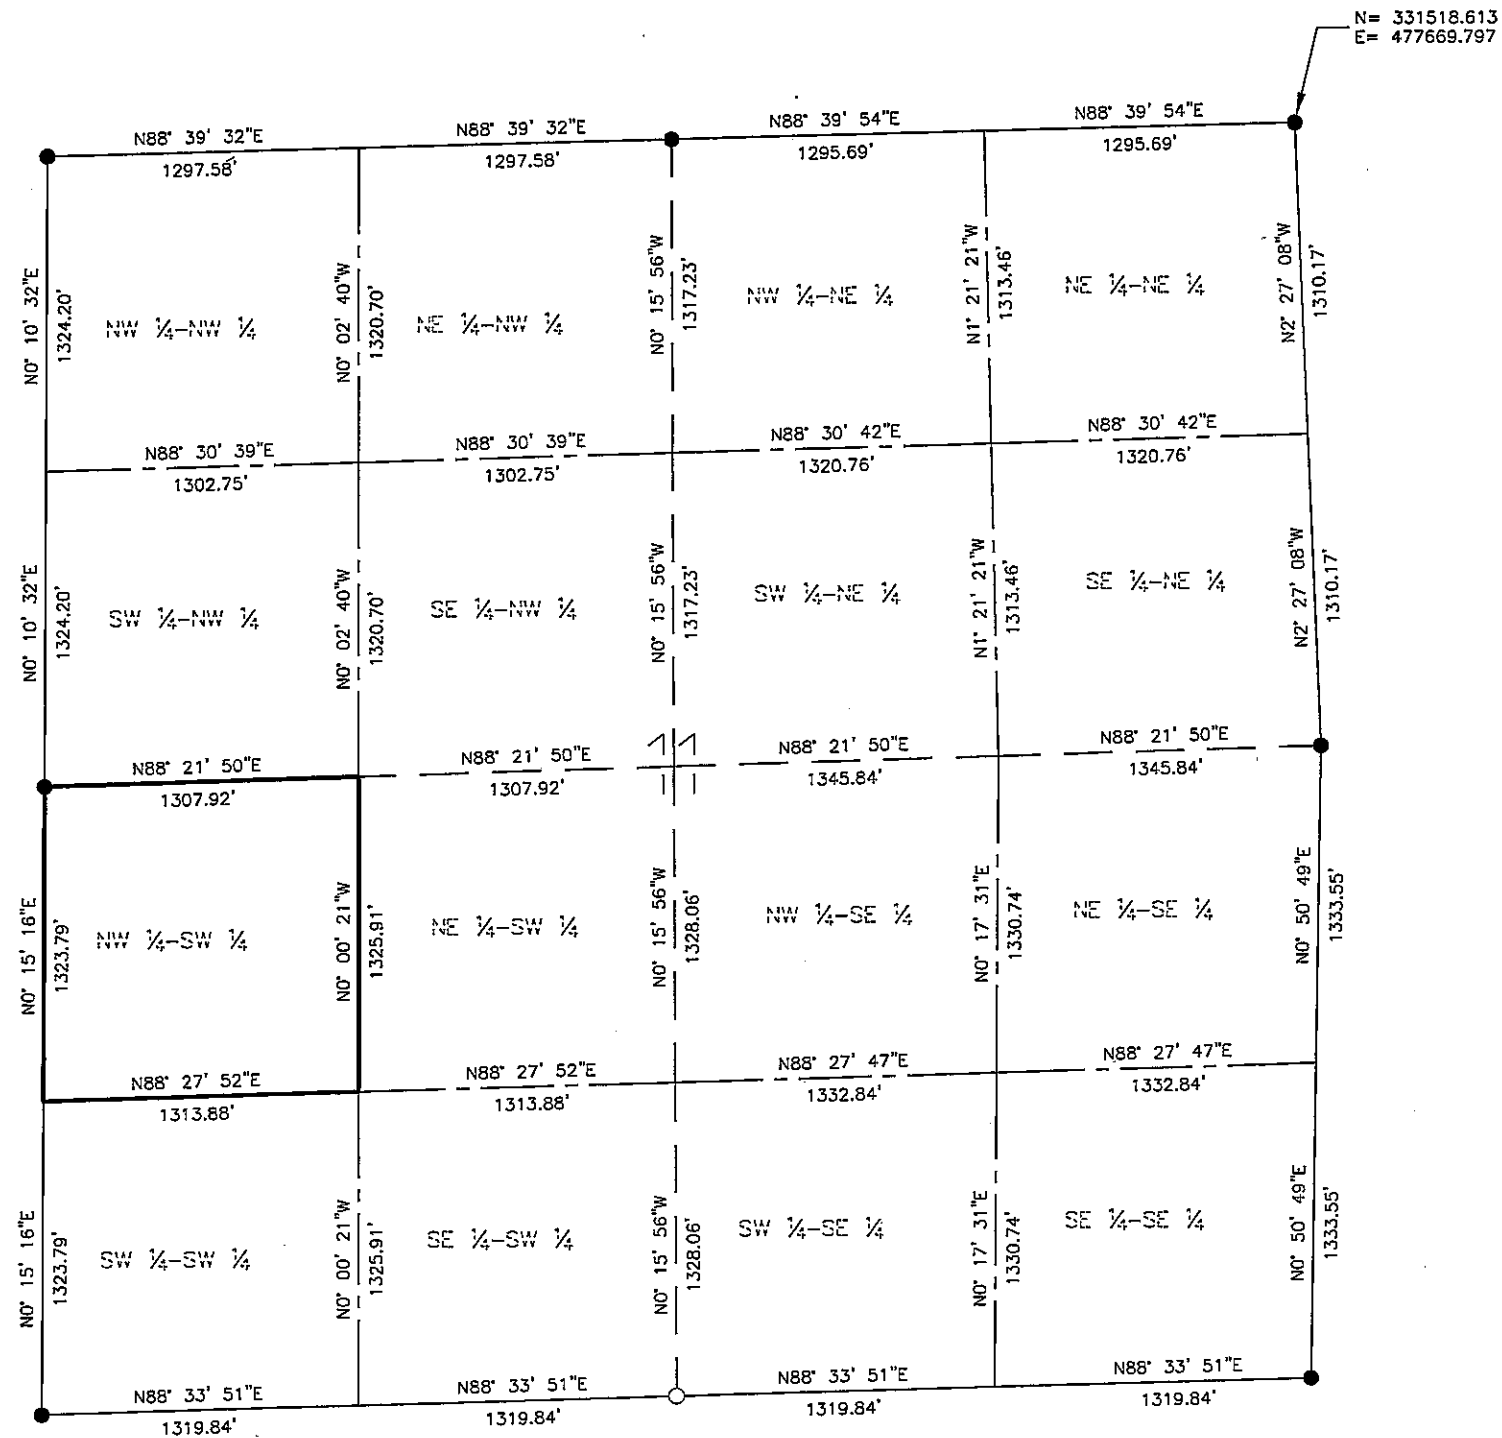 N= 331518.613
E= 477669.797
N88° 39' 32"E
1297.58'
N88° 39' 32"E
1297.58'
N88° 39' 54"E
1295.69'
N88° 39' 54"E
1295.69'
N0° 10' 32"E
1324.20'
NW ¼-NW ¼
N0° 02' 40"W
1320.70'
NE ¼-NW ¼
N0° 15' 56"W
1317.23'
NW ¼-NE ¼
N1° 21' 21"W
1313.46'
NE ¼-NE ¼
N2° 27' 08"W
1310.17'
N88° 30' 39"E
1302.75'
N88° 30' 39"E
1302.75'
N88° 30' 42"E
1320.76'
N88° 30' 42"E
1320.76'
N0° 10' 32"E
1324.20'
SW ¼-NW ¼
N0° 02' 40"W
1320.70'
SE ¼-NW ¼
N0° 15' 56"W
1317.23'
SW ¼-NE ¼
N1° 21' 21"W
1313.46'
SE ¼-NE ¼
N2° 27' 08"W
1310.17'
N88° 21' 50"E
1307.92'
N88° 21' 50"E
1307.92'
11
N88° 21' 50"E
1345.84'
N88° 21' 50"E
1345.84'
N0° 15' 16"E
1323.79'
NW ¼-SW ¼
N0° 00' 21"W
1325.91'
NE ¼-SW ¼
N0° 15' 56"W
1328.06'
NW ¼-SE ¼
N0° 17' 31"E
1330.74'
NE ¼-SE ¼
N0° 50' 49"E
1333.55'
N88° 27' 52"E
1313.88'
N88° 27' 52"E
1313.88'
N88° 27' 47"E
1332.84'
N88° 27' 47"E
1332.84'
N0° 15' 16"E
1323.79'
SW ¼-SW ¼
N0° 00' 21"W
1325.91'
SE ¼-SW ¼
N0° 15' 56"W
1328.06'
SW ¼-SE ¼
N0° 17' 31"E
1330.74'
SE ¼-SE ¼
N0° 50' 49"E
1333.55'
N88° 33' 51"E
1319.84'
N88° 33' 51"E
1319.84'
N88° 33' 51"E
1319.84'
N88° 33' 51"E
1319.84'